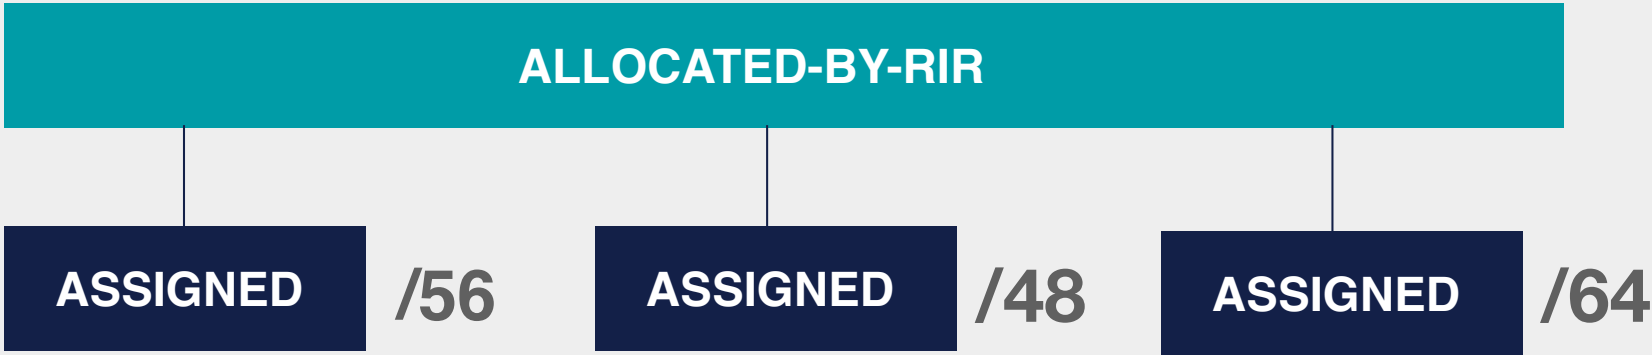 ALLOCATED-BY-RIR
ASSIGNED /56 ASSIGNED /48 ASSIGNED /64